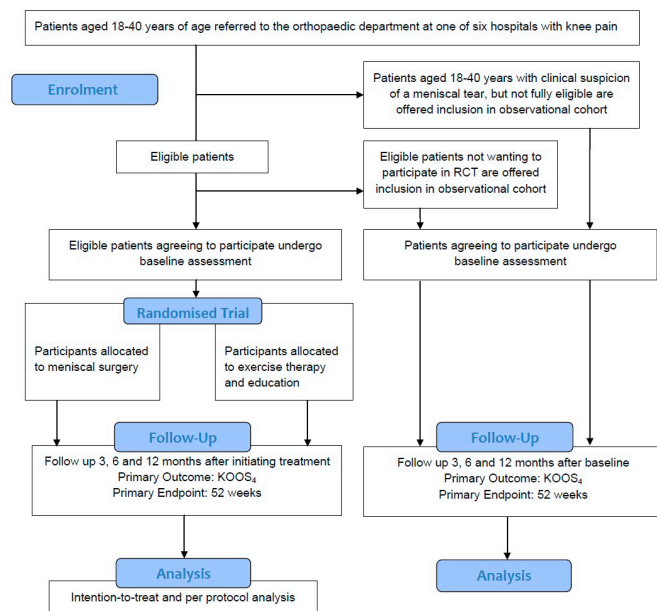 Patients aged 18-40 years of age referred to the orthopaedic department at one of six hospitals with knee pain
Enrolment
Patients aged 18-40 years with clinical suspicion
of a meniscal tear, but not fully eligible are
offered inclusion in observational cohort
Eligible patients
Eligible patients not wanting to
participate in RCT are offered
inclusion in observational cohort
Eligible patients agreeing to participate undergo
baseline assessment
Patients agreeing to participate undergo
baseline assessment
Randomised Trial
Participants allocated
to meniscal surgery
Participants allocated
to exercise therapy
and education
Follow-Up
Follow up 3, 6 and 12 months after initiating treatment
Primary Outcome: KOOS₄
Primary Endpoint: 52 weeks
Follow-Up
Follow up 3, 6 and 12 months after baseline
Primary Outcome: KOOS₄
Primary Endpoint: 52 weeks
Analysis
Intention-to-treat and per protocol analysis
Analysis